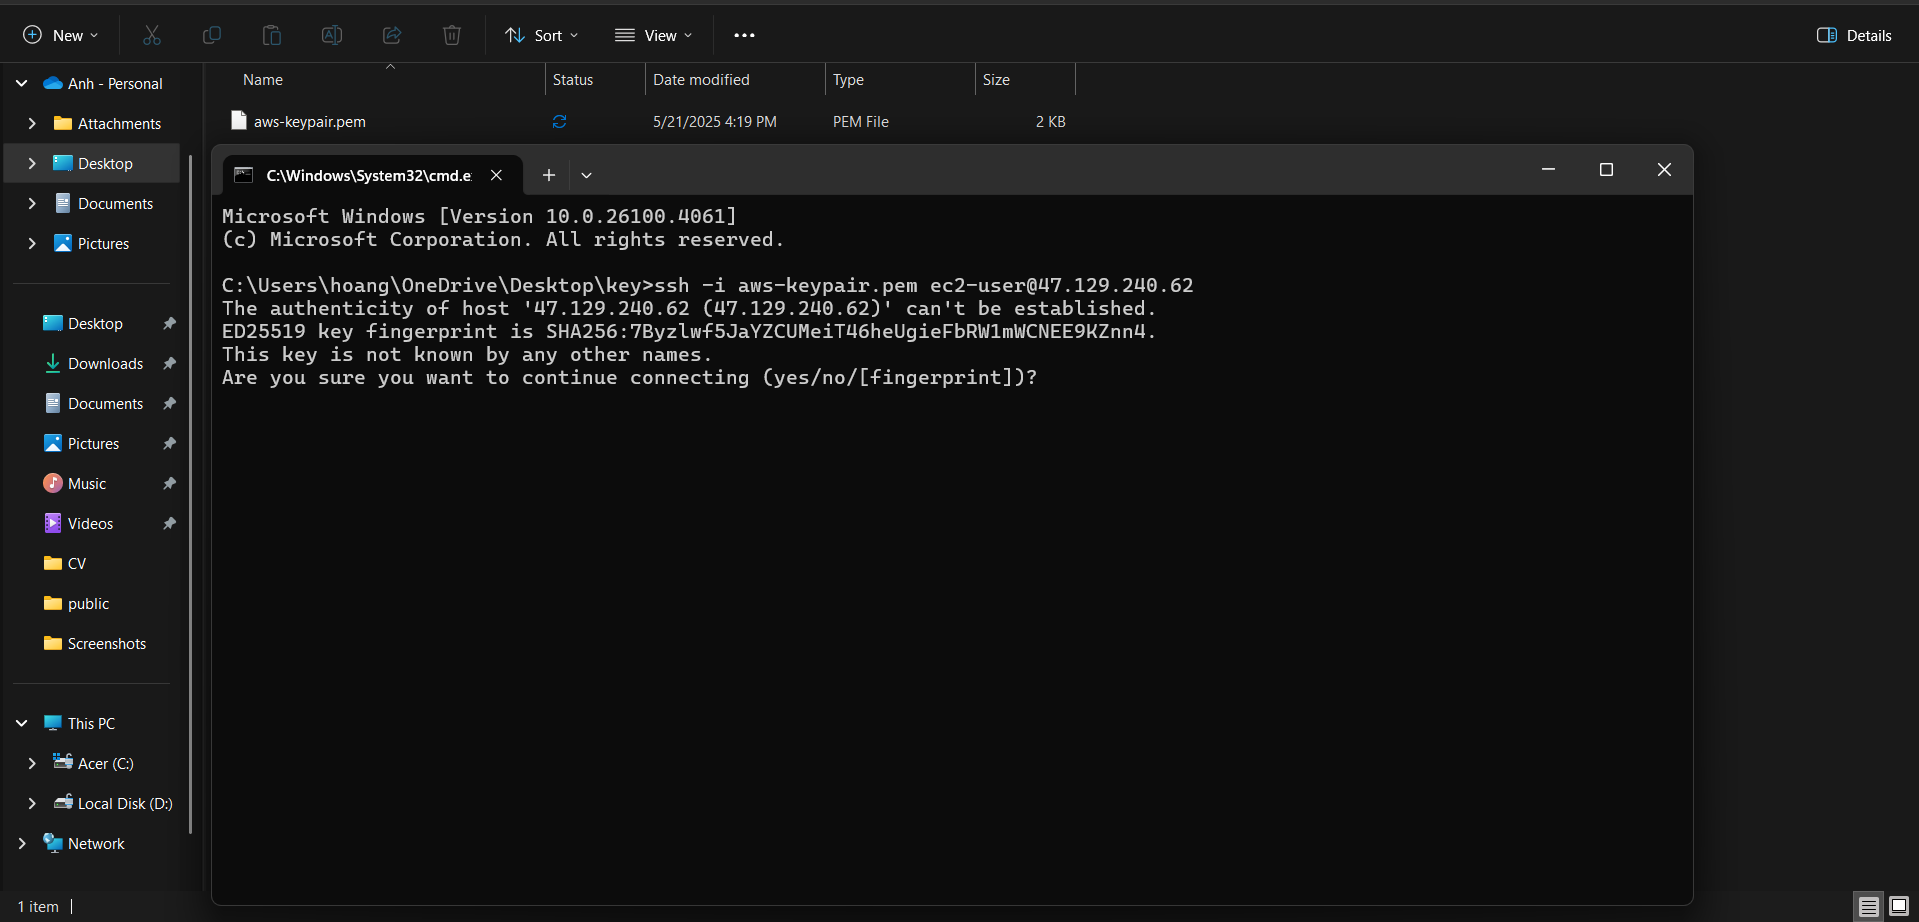 New
Sort
View
Details
Anh - Personal
Attachments
Desktop
Documents
Pictures
Desktop
Downloads
Documents
Pictures
Music
Videos
CV
public
Screenshots
This PC
Acer (C:)
Local Disk (D:)
Network
Name Status Date modified Type Size
aws-keypair.pem 5/21/2025 4:19 PM PEM File 2 KB
C:\Windows\System32\cmd.e
Microsoft Windows [Version 10.0.26100.4061]
(c) Microsoft Corporation. All rights reserved.
C:\Users\hoang\OneDrive\Desktop\key>ssh -i aws-keypair.pem ec2-user@47.129.240.62
The authenticity of host '47.129.240.62 (47.129.240.62)' can't be established.
ED25519 key fingerprint is SHA256:7Byzlwf5JaYZCUMeiT46heUgieFbRW1mWCNEE9KZnn4.
This key is not known by any other names.
Are you sure you want to continue connecting (yes/no/[fingerprint])?
1 item